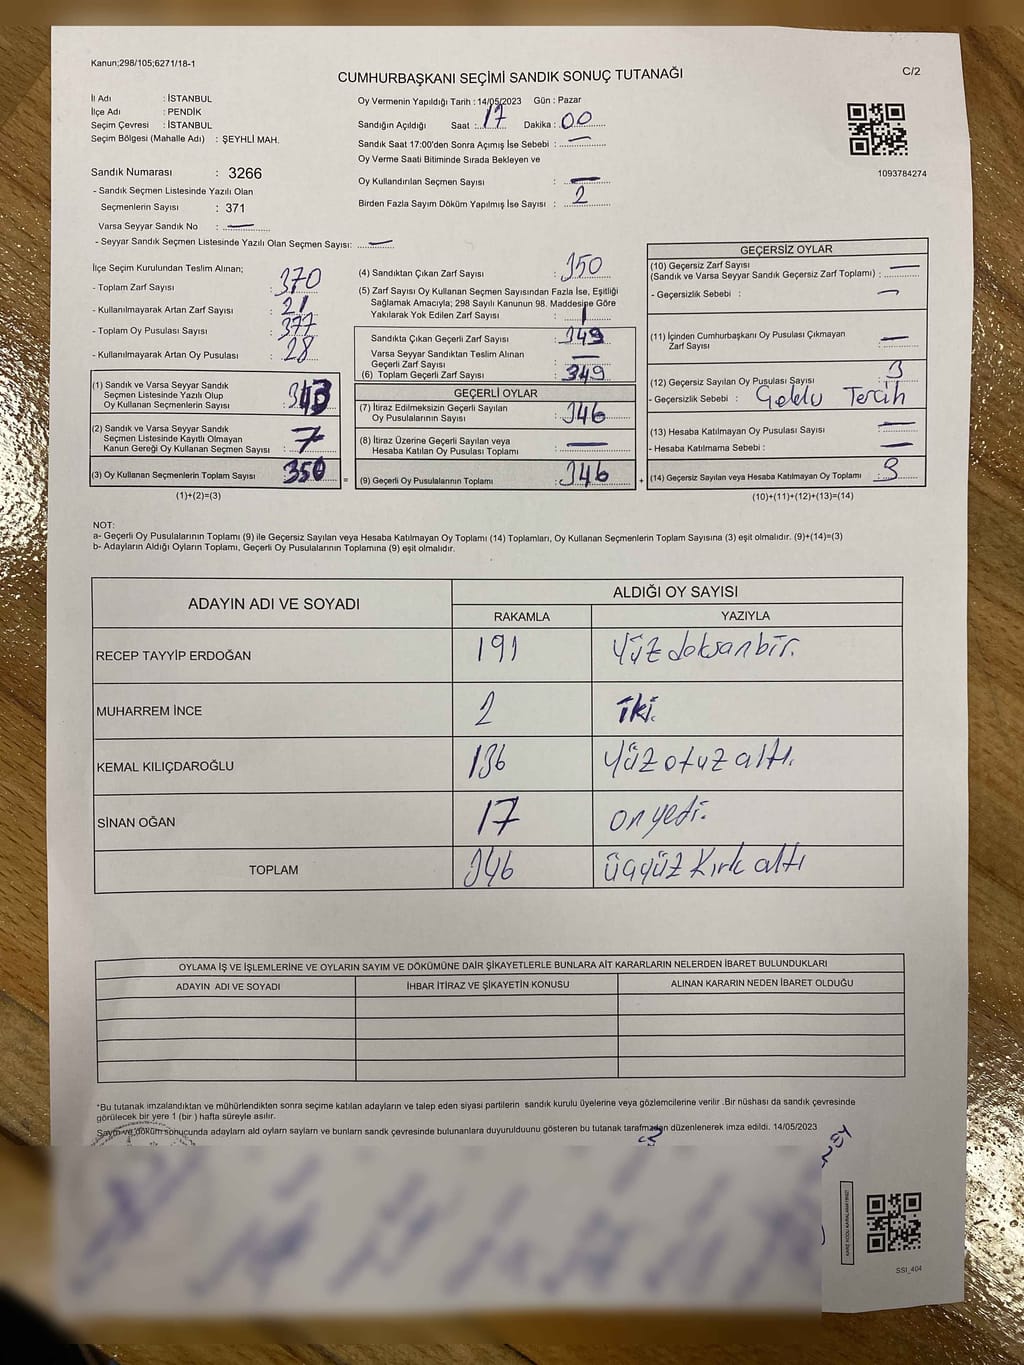 Kanun;298/105;6271/18-1
CUMHURBAŞKANI SEÇİMİ SANDIK SONUÇ TUTANAĞI
C/2
İl Adı : İSTANBUL
İlçe Adı : PENDİK
Seçim Çevresi : İSTANBUL
Seçim Bölgesi (Mahalle Adı) : ŞEYHLİ MAH.
Sandık Numarası : 3266
- Sandık Seçmen Listesinde Yazılı Olan
Seçmenlerin Sayısı : 371
Varsa Seyyar Sandık No : —
- Seyyar Sandık Seçmen Listesinde Yazılı Olan Seçmen Sayısı: —
Oy Vermenin Yapıldığı Tarih : 14/05/2023 Gün : Pazar
Sandığın Açıldığı Saat : 17 Dakika : 00
Sandık Saat 17:00'den Sonra Açımış İse Sebebi : —
Oy Verme Saati Bitiminde Sırada Bekleyen ve
Oy Kullandırılan Seçmen Sayısı : —
Birden Fazla Sayım Döküm Yapılmış İse Sayısı : 2
1093784274
İlçe Seçim Kurulundan Teslim Alınan;
- Toplam Zarf Sayısı : 370
- Kullanılmayarak Artan Zarf Sayısı : 21
- Toplam Oy Pusulası Sayısı : 377
- Kullanılmayarak Artan Oy Pusulası : 28
(1) Sandık ve Varsa Seyyar Sandık
Seçmen Listesinde Yazılı Olup
Oy Kullanan Seçmenlerin Sayısı : 343
(2) Sandık ve Varsa Seyyar Sandık
Seçmen Listesinde Kayıtlı Olmayan
Kanun Gereği Oy Kullanan Seçmen Sayısı : 7
(3) Oy Kullanan Seçmenlerin Toplam Sayısı : 350
(1)+(2)=(3)
(4) Sandıktan Çıkan Zarf Sayısı : 350
(5) Zarf Sayısı Oy Kullanan Seçmen Sayısından Fazla İse, Eşitliği
Sağlamak Amacıyla; 298 Sayılı Kanunun 98. Maddesine Göre
Yakılarak Yok Edilen Zarf Sayısı : 1
Sandıkta Çıkan Geçerli Zarf Sayısı : 349
Varsa Seyyar Sandıktan Teslim Alınan
Geçerli Zarf Sayısı : —
(6) Toplam Geçerli Zarf Sayısı : 349
GEÇERLİ OYLAR
(7) İtiraz Edilmeksizin Geçerli Sayılan
Oy Pusulalarının Sayısı : 346
(8) İtiraz Üzerine Geçerli Sayılan veya
Hesaba Katılan Oy Pusulası Toplamı : —
= (9) Geçerli Oy Pusulalarının Toplamı : 346 +
GEÇERSİZ OYLAR
(10) Geçersiz Zarf Sayısı
(Sandık ve Varsa Seyyar Sandık Geçersiz Zarf Toplamı) : —
- Geçersizlik Sebebi : —
(11) İçinden Cumhurbaşkanı Oy Pusulası Çıkmayan
Zarf Sayısı : —
(12) Geçersiz Sayılan Oy Pusulası Sayısı : 3
- Geçersizlik Sebebi : Tercih
(13) Hesaba Katılmayan Oy Pusulası Sayısı : —
- Hesaba Katılmama Sebebi : —
(14) Geçersiz Sayılan veya Hesaba Katılmayan Oy Toplamı : 3
(10)+(11)+(12)+(13)=(14)
NOT:
a- Geçerli Oy Pusulalarının Toplamı (9) ile Geçersiz Sayılan veya Hesaba Katılmayan Oy Toplamı (14) Toplamları, Oy Kullanan Seçmenlerin Toplam Sayısına (3) eşit olmalıdır. (9)+(14)=(3)
b- Adayların Aldığı Oyların Toplamı, Geçerli Oy Pusulalarının Toplamına (9) eşit olmalıdır.
ADAYIN ADI VE SOYADI ALDIĞI OY SAYISI
RAKAMLA YAZIYLA
RECEP TAYYİP ERDOĞAN 191 Yüz doksanbir.
MUHARREM İNCE 2 iki.
KEMAL KILIÇDAROĞLU 136 Yüz otuz altı.
SİNAN OĞAN 17 on yedi.
TOPLAM 346 üçyüz Kırk altı
OYLAMA İŞ VE İŞLEMLERİNE VE OYLARIN SAYIM VE DÖKÜMÜNE DAİR ŞİKAYETLERLE BUNLARA AİT KARARLARIN NELERDEN İBARET BULUNDUKLARI
ADAYIN ADI VE SOYADI İHBAR İTİRAZ VE ŞİKAYETİN KONUSU ALINAN KARARIN NEDEN İBARET OLDUĞU
*Bu tutanak imzalandıktan ve mühürlendikten sonra seçime katılan adayların ve talep eden siyasi partilerin sandık kurulu üyelerine veya gözlemcilerine verilir .Bir nüshası da sandık çevresinde
görülecek bir yere 1 (bir ) hafta süreyle asılır.
Sayım ve döküm sonucunda adayların ald oyların sayları ve bunların sandk çevresinde bulunanlara duyurulduunu gösteren bu tutanak tarafmzdan düzenlenerek imza edildi. 14/05/2023
SSI_404